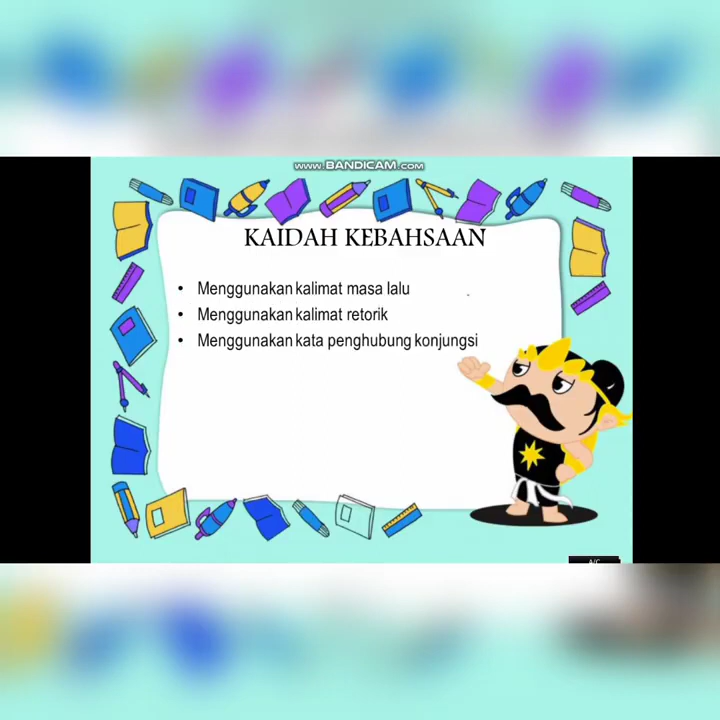 www.BANDICAM.com
KAIDAH KEBAHSAAN
• Menggunakan kalimat masa lalu
• Menggunakan kalimat retorik
• Menggunakan kata penghubung konjungsi
A/C